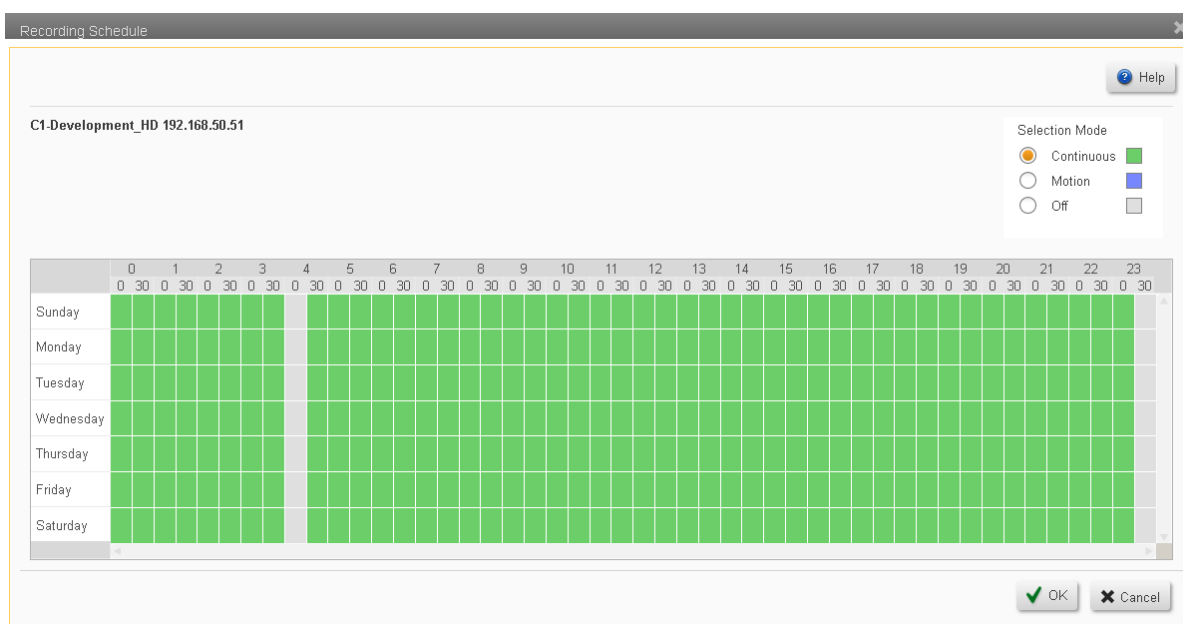 Recording Schedule
Help
C1-Development_HD 192.168.50.51
Selection Mode
Continuous
Motion
Off
0 1 2 3 4 5 6 7 8 9 10 11 12 13 14 15 16 17 18 19 20 21 22 23
0 30 0 30 0 30 0 30 0 30 0 30 0 30 0 30 0 30 0 30 0 30 0 30 0 30 0 30 0 30 0 30 0 30 0 30 0 30 0 30 0 30 0 30 0 30 0 30
Sunday
Monday
Tuesday
Wednesday
Thursday
Friday
Saturday
OK Cancel